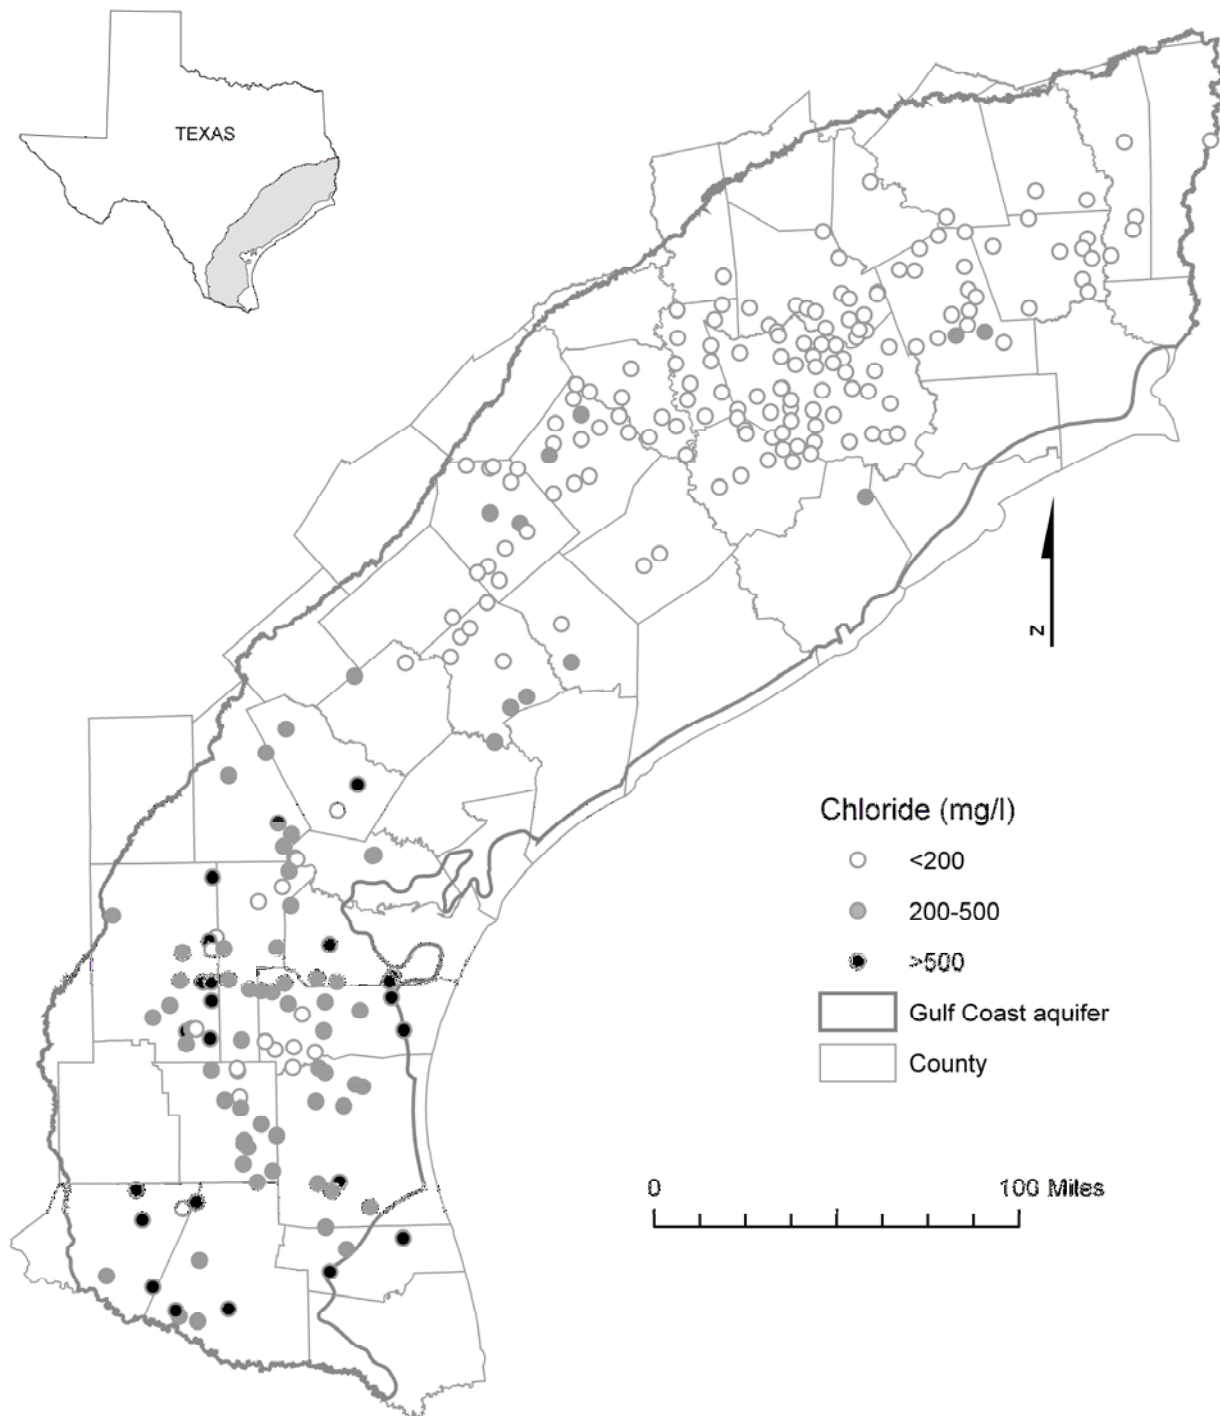 TEXAS
N
Chloride (mg/l)
<200
200-500
>500
Gulf Coast aquifer
County
0 100 Miles